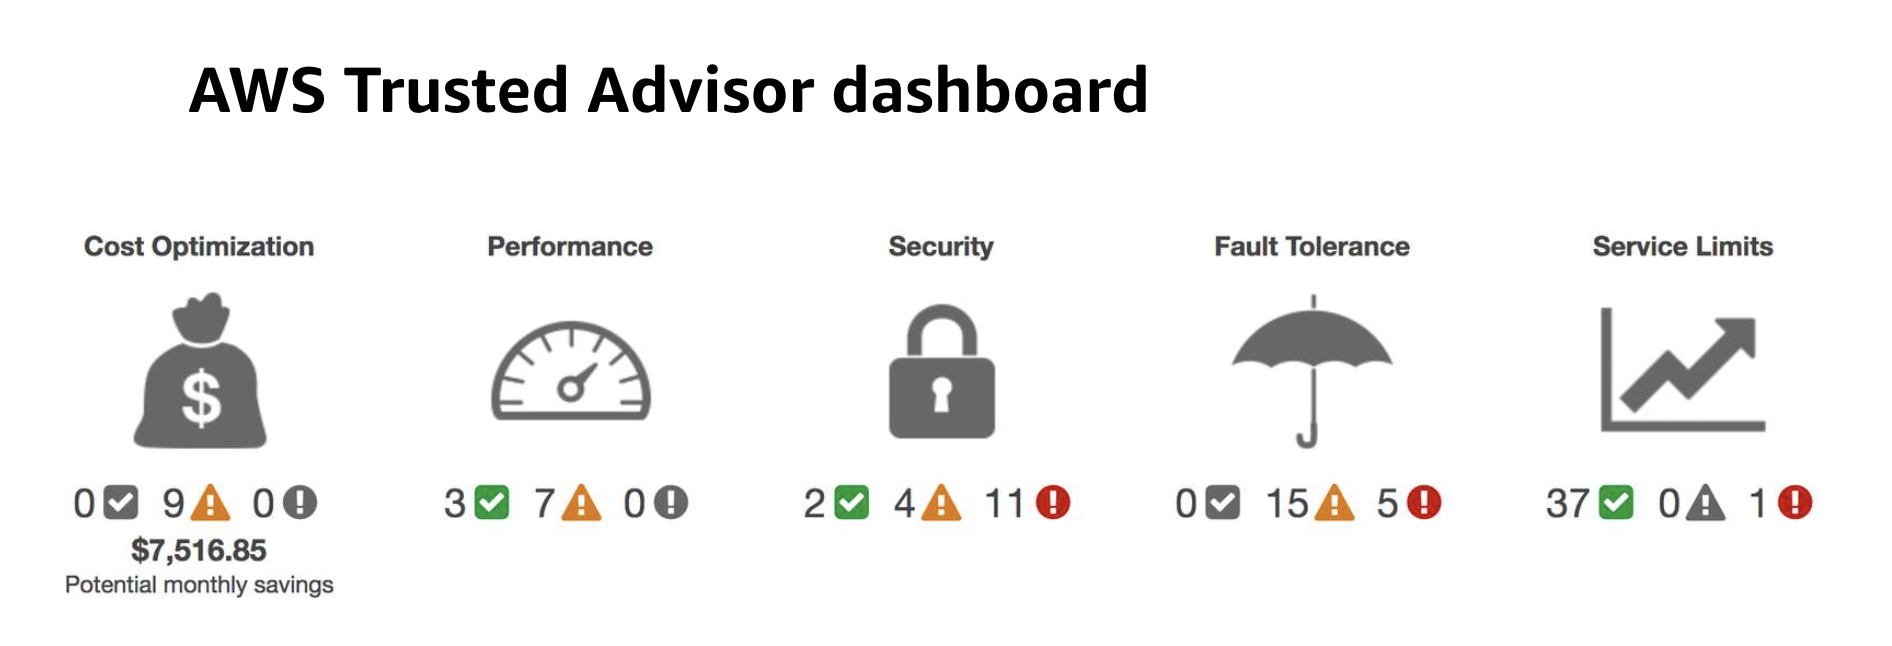 AWS Trusted Advisor dashboard
Cost Optimization
$
0 9 0
$7,516.85
Potential monthly savings
Performance
3 7 0
Security
2 4 11
Fault Tolerance
0 15 5
Service Limits
37 0 1